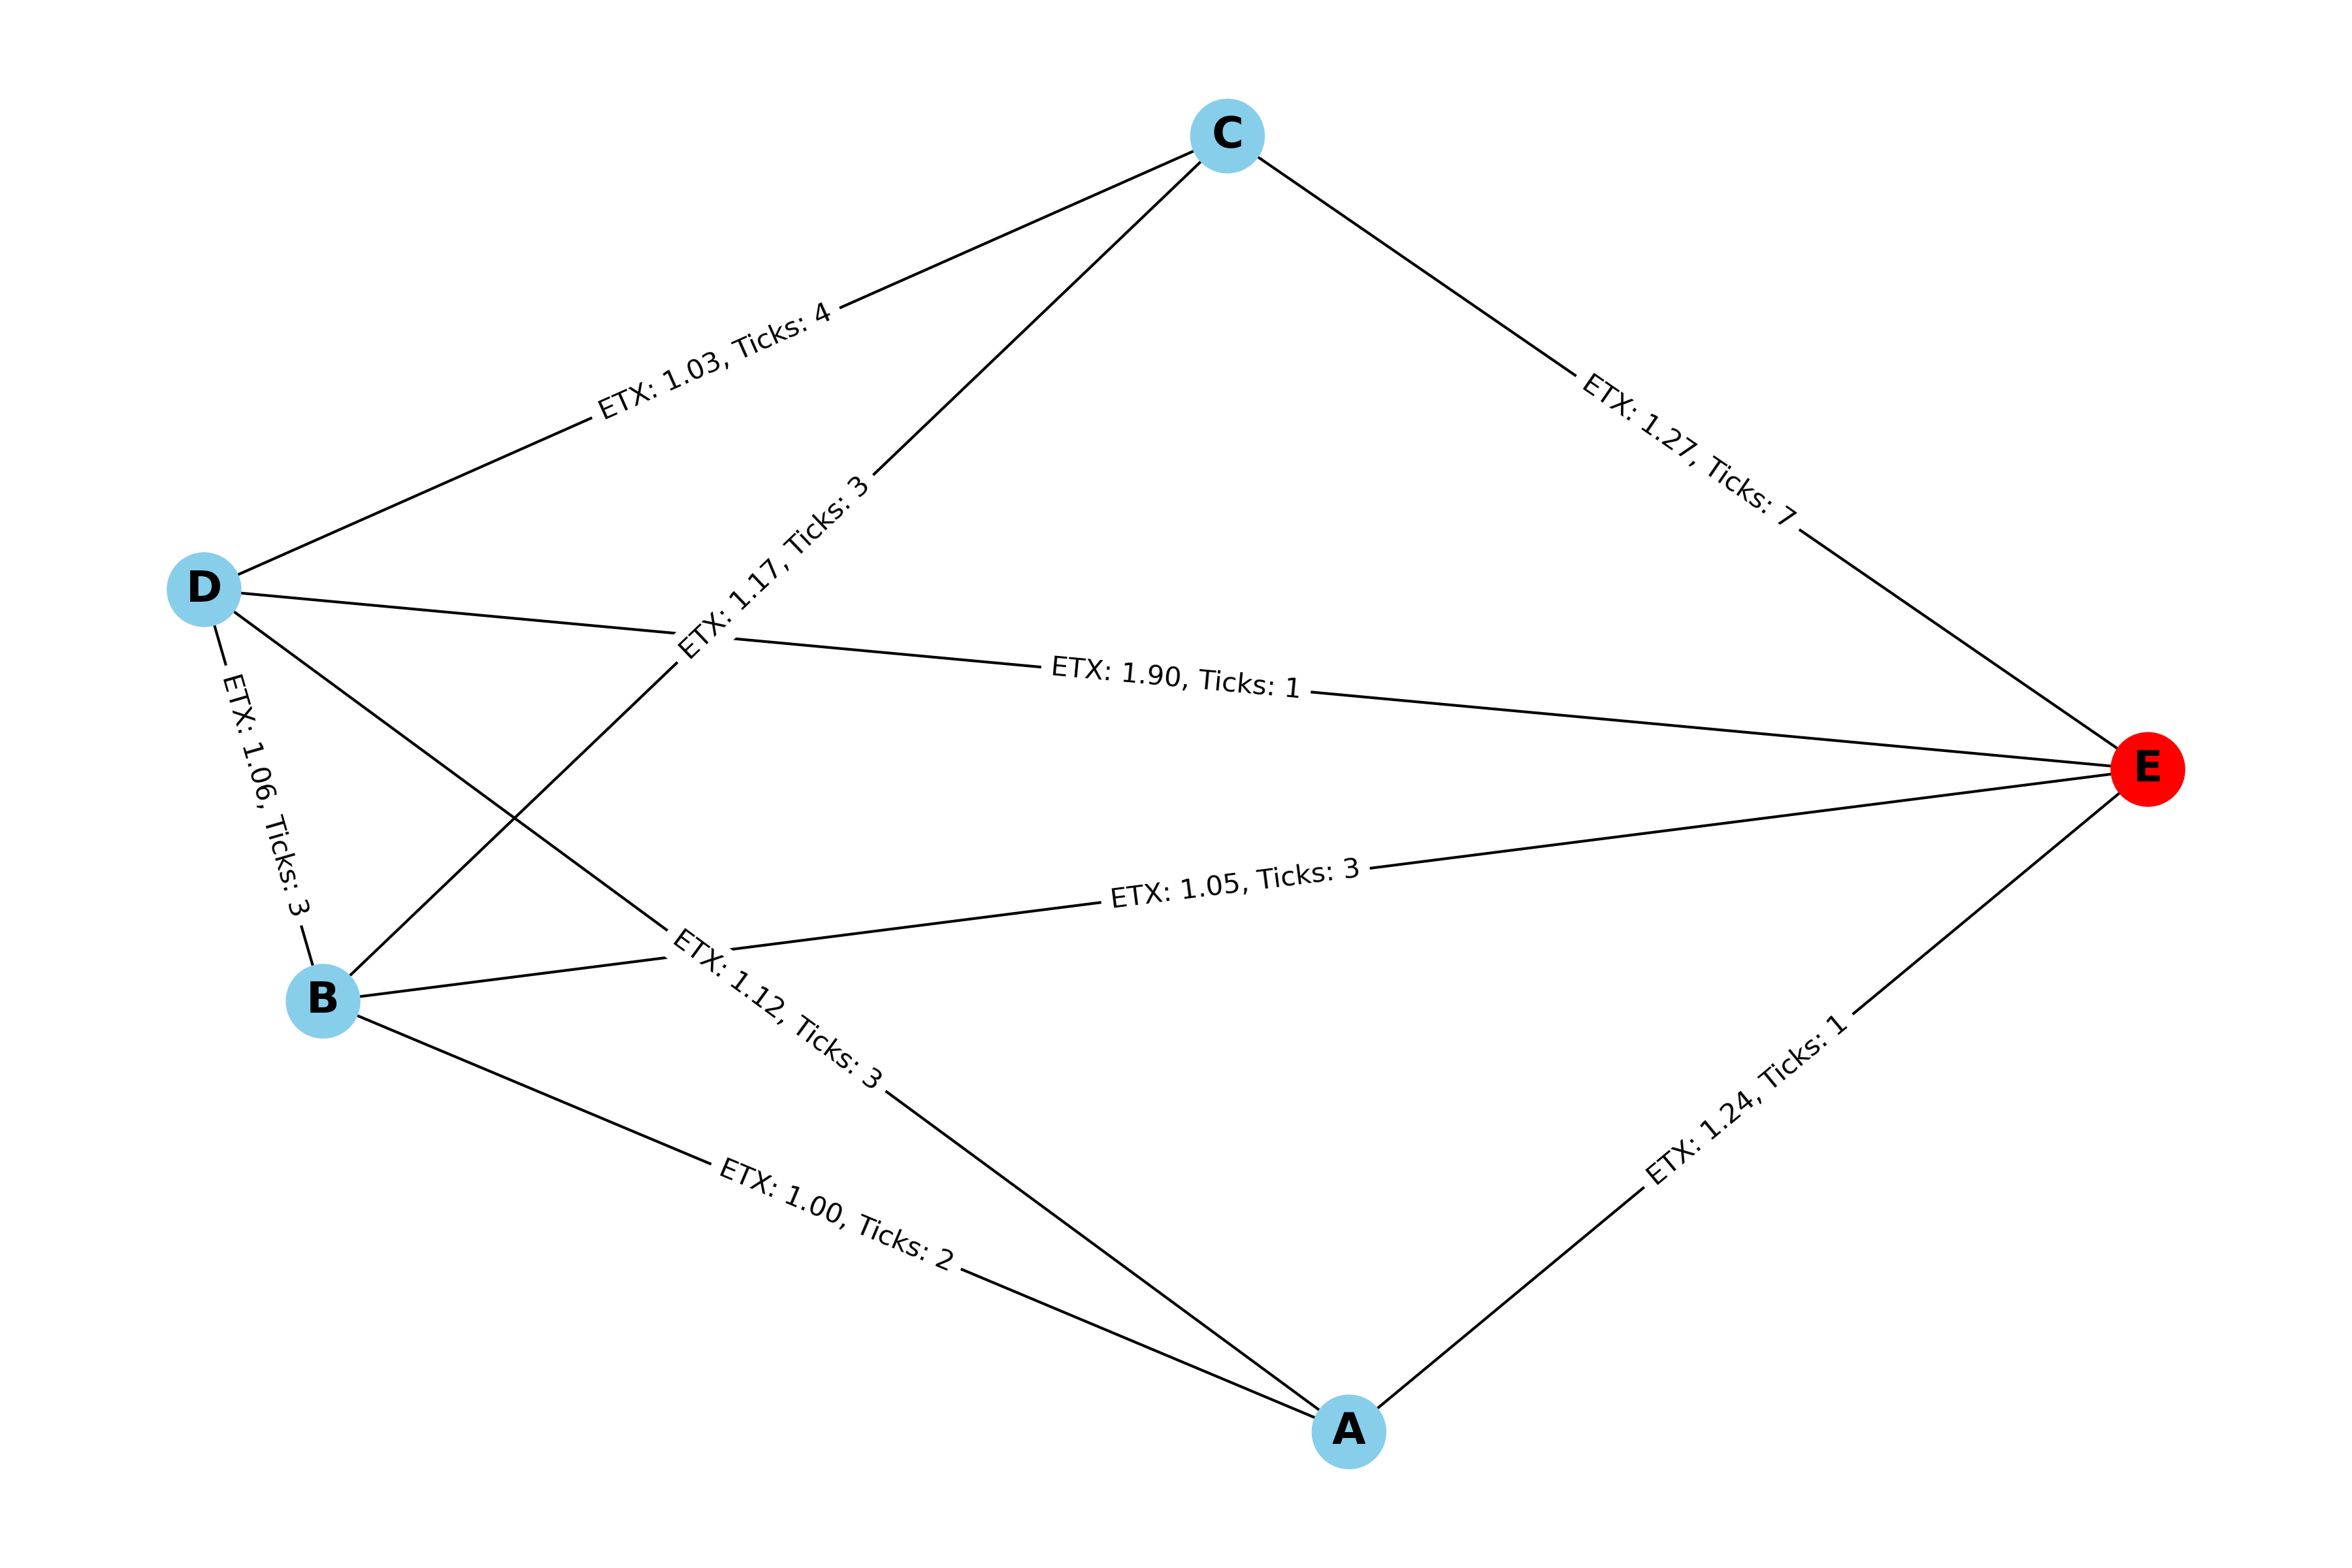 C
ETX: 1.03, Ticks: 4
ETX: 1.27, Ticks: 7
ETX: 1.17, Ticks: 3
D
ETX: 1.90, Ticks: 1
E
ETX: 1.06, Ticks: 3
ETX: 1.05, Ticks: 3
B
ETX: 1.12, Ticks: 3
ETX: 1.24, Ticks: 1
ETX: 1.00, Ticks: 2
A